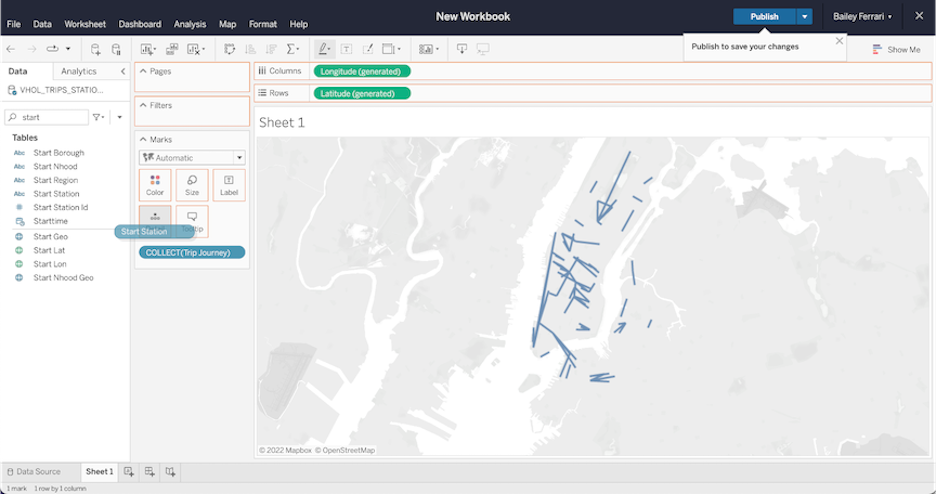 New Workbook
File Data Worksheet Dashboard Analysis Map Format Help
Publish
Bailey Ferrari
Publish to save your changes
Show Me
Data Analytics
Pages
Columns Longitude (generated)
VHOL_TRIPS_STATIO...
Rows Latitude (generated)
Filters
start
Sheet 1
Tables
Marks
Abc Start Borough
Automatic
Abc Start Nhood
Abc Start Region
Abc Start Station
Color Size Label
Start Station Id
Starttime
Start Station
Tooltip
Start Geo
Start Lat
COLLECT(Trip Journey)
Start Lon
Start Nhood Geo
© 2022 Mapbox © OpenStreetMap
Data Source Sheet 1
1 mark 1 row by 1 column